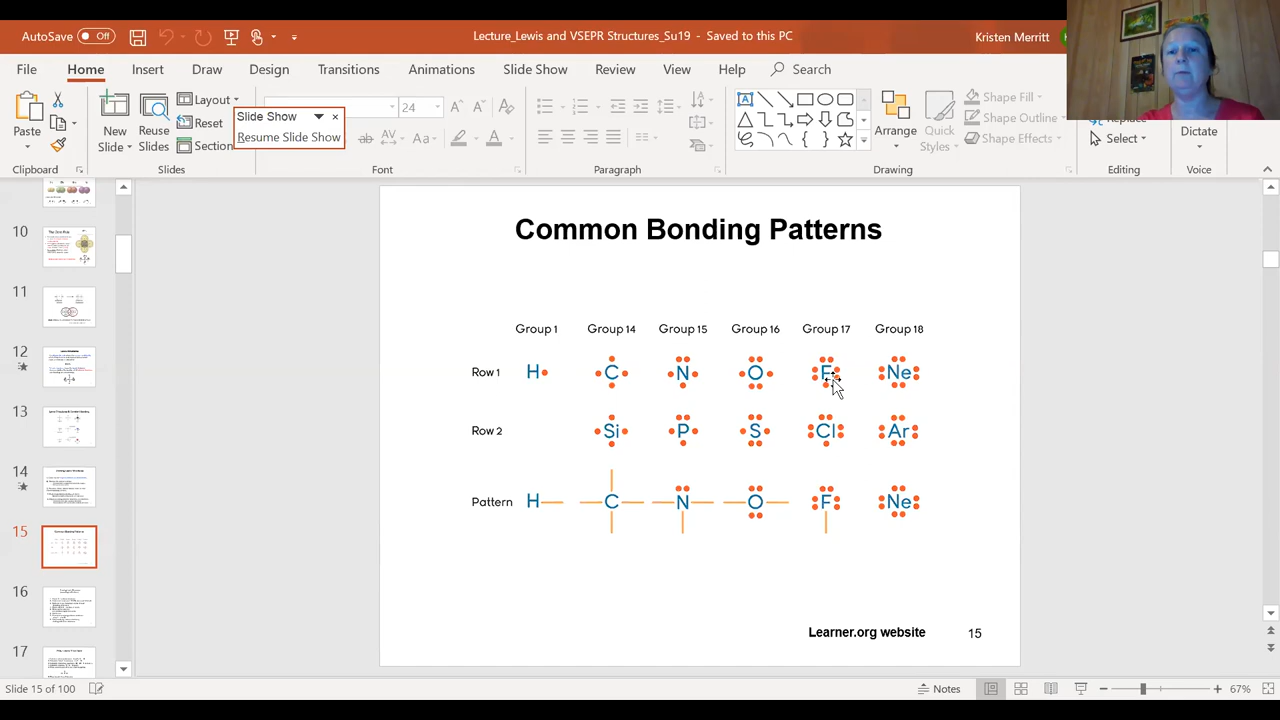 AutoSave Off
Lecture_Lewis and VSEPR Structures_Su19 - Saved to this PC
Kristen Merritt
File Home Insert Draw Design Transitions Animations Slide Show Review View Help Search
Paste
New Slide
Reuse Slides
Layout
Reset
Section
Slide Show
Resume Slide Show
24
Aa
A
Arrange
Quick Styles
Shape Fill
Shape Outline
Shape Effects
Replace
Select
Dictate
Clipboard Slides Font Paragraph Drawing Editing Voice
10
11
12
13
14
15
16
17
Common Bonding Patterns
Group 1 Group 14 Group 15 Group 16 Group 17 Group 18
Row 1 H C N O F Ne
Row 2 Si P S Cl Ar
Pattern H C N O F Ne
Learner.org website 15
Slide 15 of 100
Notes
67%